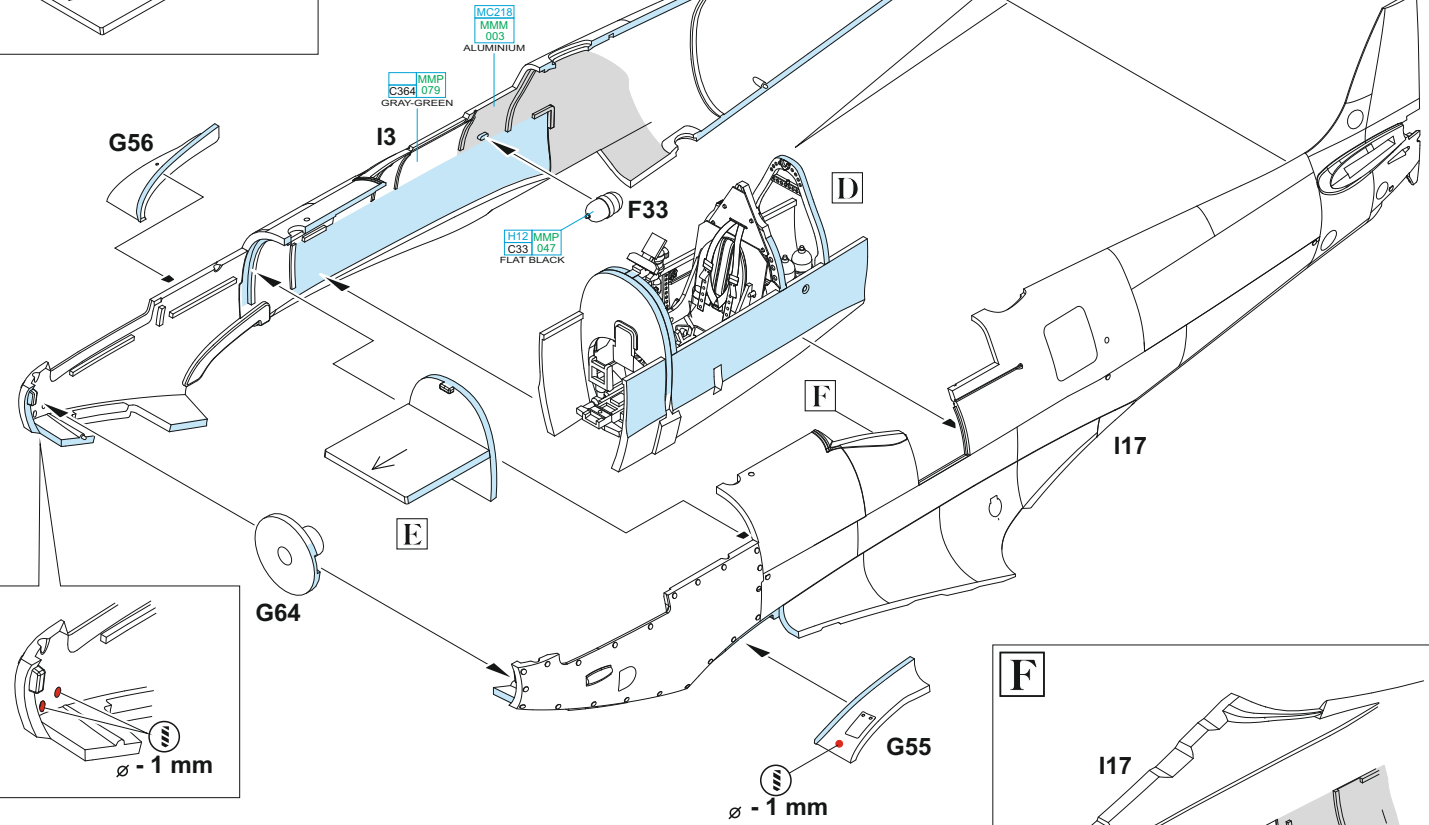 MC218
MMM
003
ALUMINIUM
MMP
C364 079
GRAY-GREEN
I3
G56
D
F33
H12 MMP
C33 047
FLAT BLACK
F
I17
E
G64
⌀ - 1 mm
G55
⌀ - 1 mm
F
I17